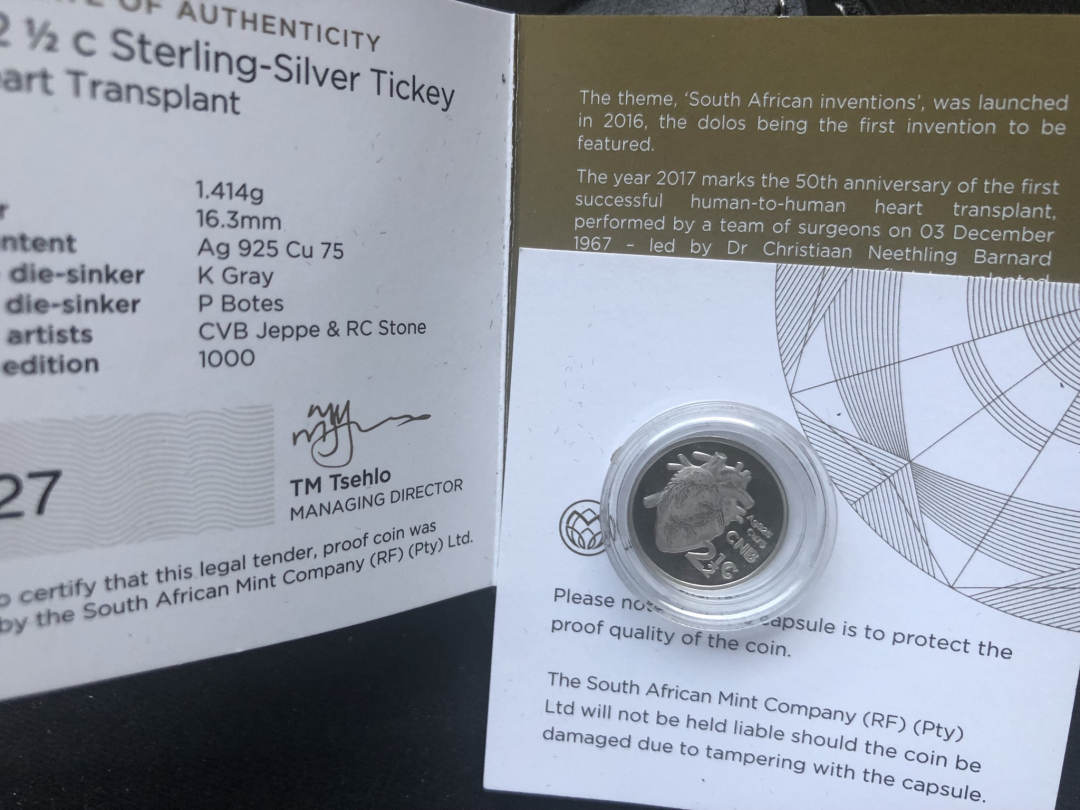 OF AUTHENTICITY
2 ½ c Sterling-Silver Tickey
art Transplant
1.414g
r 16.3mm
ntent Ag 925 Cu 75
die-sinker K Gray
die-sinker P Botes
artists CVB Jeppe & RC Stone
edition 1000
27
TM Tsehlo
MANAGING DIRECTOR
o certify that this legal tender, proof coin was
by the South African Mint Company (RF) (Pty) Ltd.
The theme, ‘South African inventions’, was launched
in 2016, the dolos being the first invention to be
featured.
The year 2017 marks the 50th anniversary of the first
successful human-to-human heart transplant,
performed by a team of surgeons on 03 December
1967 – led by Dr Christiaan Neethling Barnard
Ag925
Cu75
CNB
2½C
Please note capsule is to protect the
proof quality of the coin.
The South African Mint Company (RF) (Pty)
Ltd will not be held liable should the coin be
damaged due to tampering with the capsule.